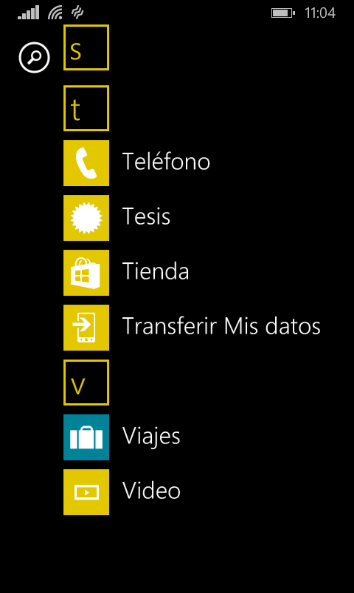 11:04
s
t
Teléfono
Tesis
Tienda
Transferir Mis datos
v
Viajes
Video